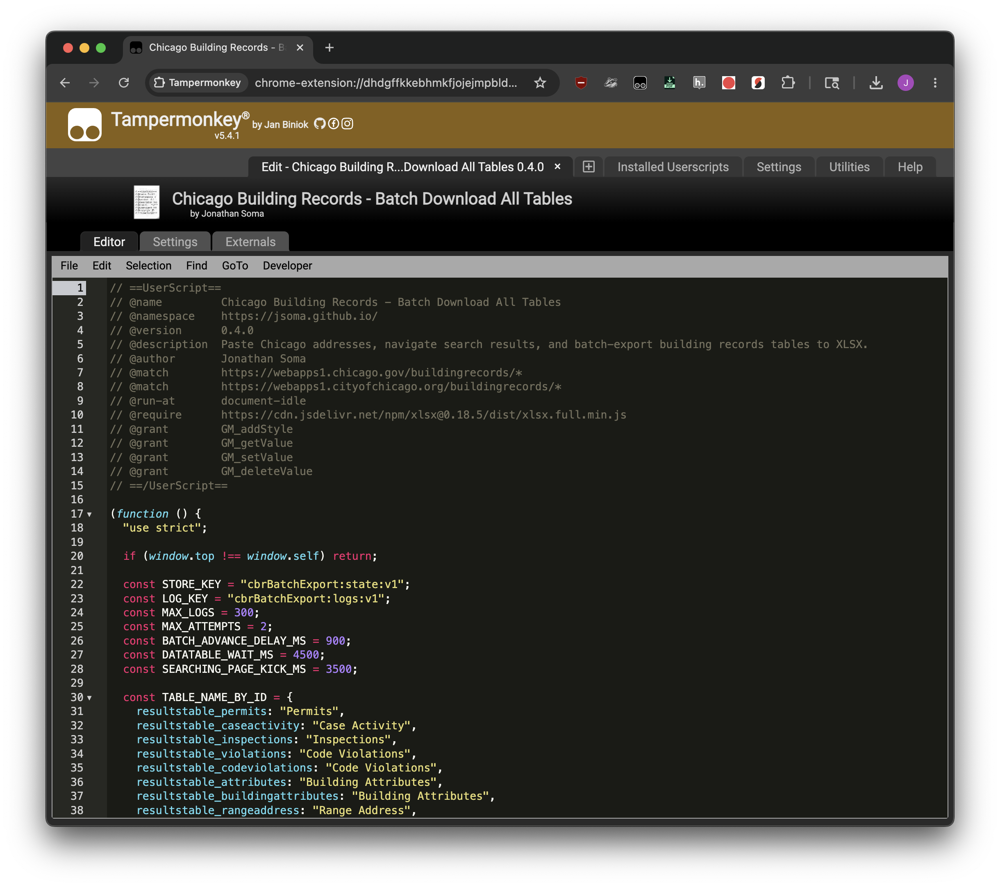 Chicago Building Records - B
Tampermonkey
chrome-extension://dhdgffkkebhmkfjojejmpbld...
PDF
h.
J
Tampermonkey® by Jan Biniok
v5.4.1
Edit - Chicago Building R...Download All Tables 0.4.0 ×
Installed Userscripts
Settings
Utilities
Help
Chicago Building Records - Batch Download All Tables
by Jonathan Soma
Editor
Settings
Externals
File Edit Selection Find GoTo Developer
1 // ==UserScript==
2 // @name         Chicago Building Records - Batch Download All Tables
3 // @namespace    https://jsoma.github.io/
4 // @version      0.4.0
5 // @description  Paste Chicago addresses, navigate search results, and batch-export building records tables to XLSX.
6 // @author       Jonathan Soma
7 // @match        https://webapps1.chicago.gov/buildingrecords/*
8 // @match        https://webapps1.cityofchicago.org/buildingrecords/*
9 // @run-at       document-idle
10 // @require      https://cdn.jsdelivr.net/npm/xlsx@0.18.5/dist/xlsx.full.min.js
11 // @grant        GM_addStyle
12 // @grant        GM_getValue
13 // @grant        GM_setValue
14 // @grant        GM_deleteValue
15 // ==/UserScript==
16
17 (function () {
18   "use strict";
19
20   if (window.top !== window.self) return;
21
22   const STORE_KEY = "cbrBatchExport:state:v1";
23   const LOG_KEY = "cbrBatchExport:logs:v1";
24   const MAX_LOGS = 300;
25   const MAX_ATTEMPTS = 2;
26   const BATCH_ADVANCE_DELAY_MS = 900;
27   const DATATABLE_WAIT_MS = 4500;
28   const SEARCHING_PAGE_KICK_MS = 3500;
29
30   const TABLE_NAME_BY_ID = {
31     resultstable_permits: "Permits",
32     resultstable_caseactivity: "Case Activity",
33     resultstable_inspections: "Inspections",
34     resultstable_violations: "Code Violations",
35     resultstable_codeviolations: "Code Violations",
36     resultstable_attributes: "Building Attributes",
37     resultstable_buildingattributes: "Building Attributes",
38     resultstable_rangeaddress: "Range Address",